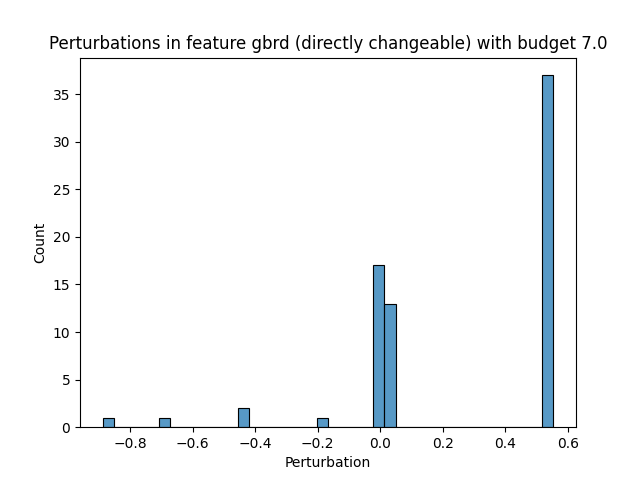 Perturbations in feature gbrd (directly changeable) with budget 7.0
35
30
25
20
15
10
5
0
Count
−0.8 −0.6 −0.4 −0.2 0.0 0.2 0.4 0.6
Perturbation